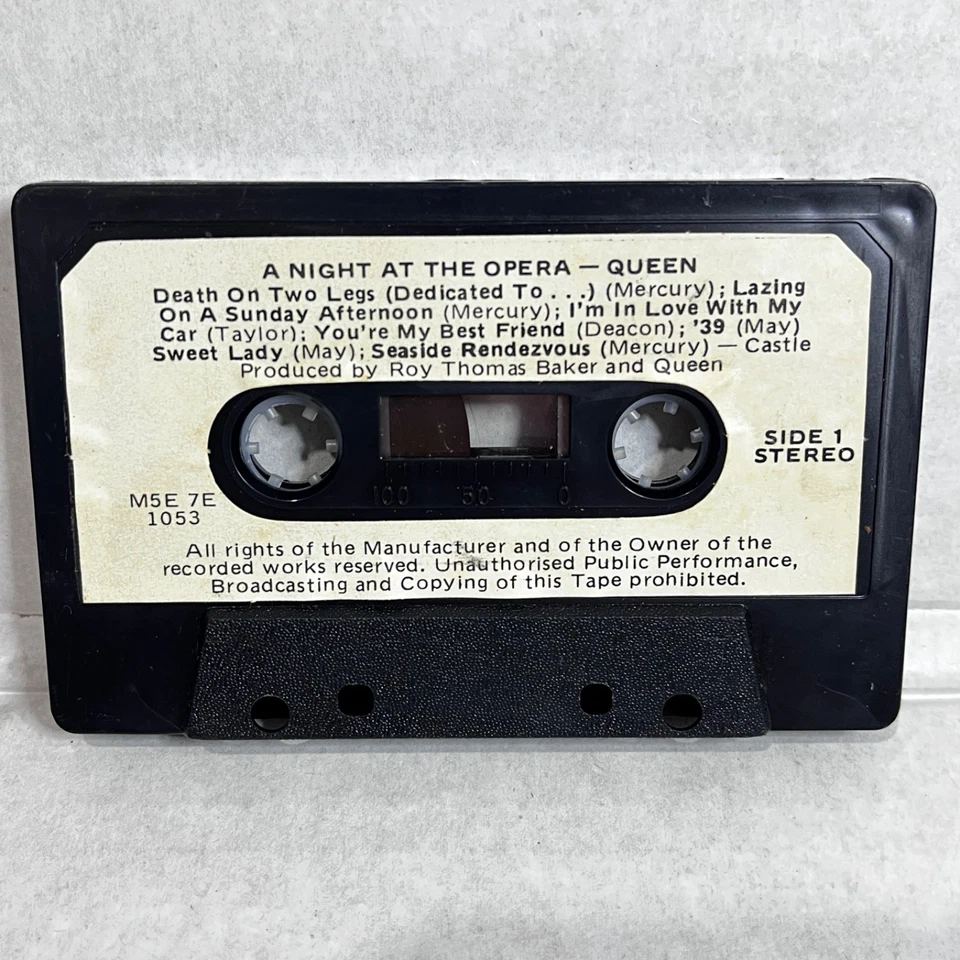 A NIGHT AT THE OPERA — QUEEN
Death On Two Legs (Dedicated To . . .) (Mercury); Lazing
On A Sunday Afternoon (Mercury); I'm In Love With My
Car (Taylor); You're My Best Friend (Deacon); '39 (May)
Sweet Lady (May); Seaside Rendezvous (Mercury) — Castle
Produced by Roy Thomas Baker and Queen
SIDE 1
STEREO
100 50 0
M5E 7E
1053
All rights of the Manufacturer and of the Owner of the
recorded works reserved. Unauthorised Public Performance,
Broadcasting and Copying of this Tape prohibited.